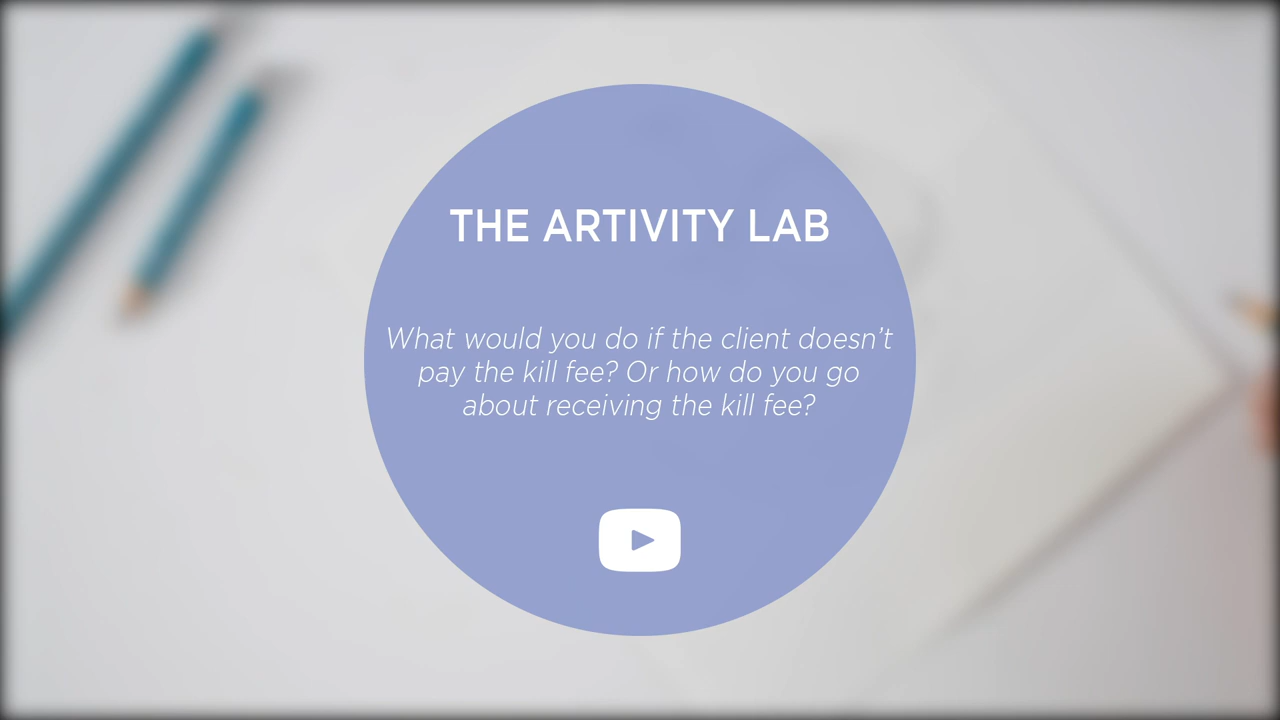 THE ARTIVITY LAB
What would you do if the client doesn’t
pay the kill fee? Or how do you go
about receiving the kill fee?